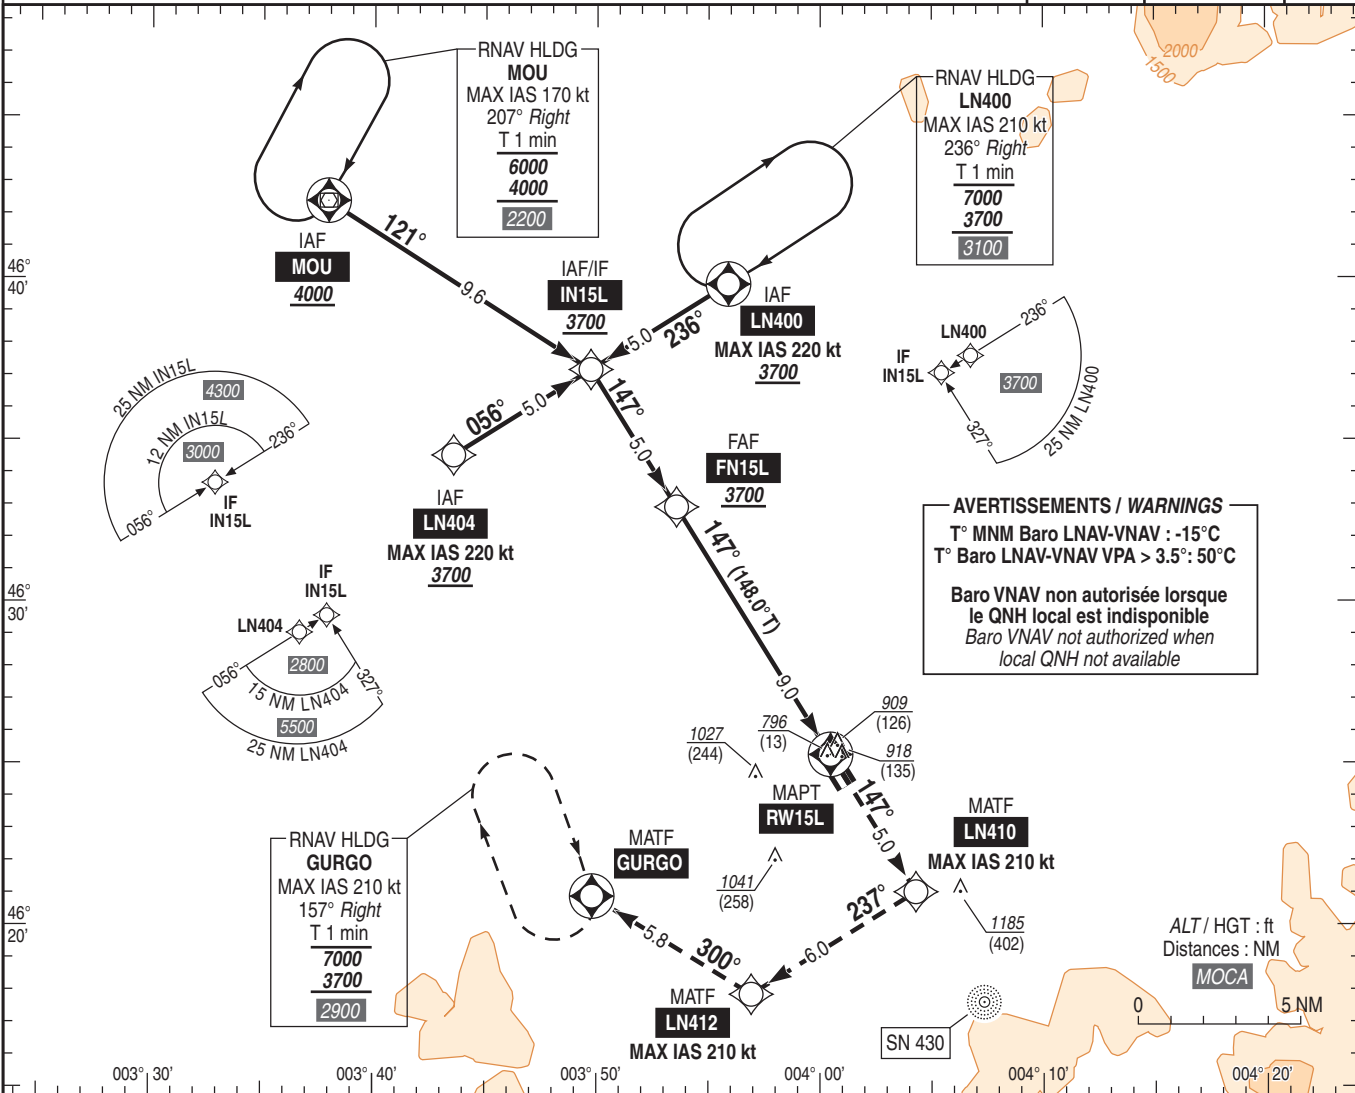 2000
1500
RNAV HLDG
MOU
MAX IAS 170 kt
207° Right
T 1 min
6000
4000
2200
RNAV HLDG
LN400
MAX IAS 210 kt
236° Right
T 1 min
7000
3700
3100
IAF
MOU
4000
121°
9.6
IAF/IF
IN15L
3700
IAF
LN400
MAX IAS 220 kt
3700
236°
5.0
46°
40'
25 NM IN15L
4300
12 NM IN15L
3000
236°
056°
IF
IN15L
056°
5.0
147°
5.0
IAF
LN404
MAX IAS 220 kt
3700
FAF
FN15L
3700
LN400
236°
IF
IN15L
3700
327°
25 NM LN400
AVERTISSEMENTS / WARNINGS
T° MNM Baro LNAV-VNAV : -15°C
T° Baro LNAV-VNAV VPA > 3.5°: 50°C
Baro VNAV non autorisée lorsque
le QNH local est indisponible
Baro VNAV not authorized when
local QNH not available
147° (148.0°T)
9.0
46°
30'
IF
IN15L
LN404
2800
056°
327°
15 NM LN404
5500
25 NM LN404
1027
(244)
796
(13)
909
(126)
918
(135)
MAPT
RW15L
147°
5.0
MATF
LN410
MAX IAS 210 kt
RNAV HLDG
GURGO
MAX IAS 210 kt
157° Right
T 1 min
7000
3700
2900
MATF
GURGO
1041
(258)
237°
6.0
1185
(402)
5.8
300°
MATF
LN412
MAX IAS 210 kt
46°
20'
ALT / HGT : ft
Distances : NM
MOCA
0
5 NM
SN 430
003° 30'
003° 40'
003° 50'
004° 00'
004° 10'
004° 20'